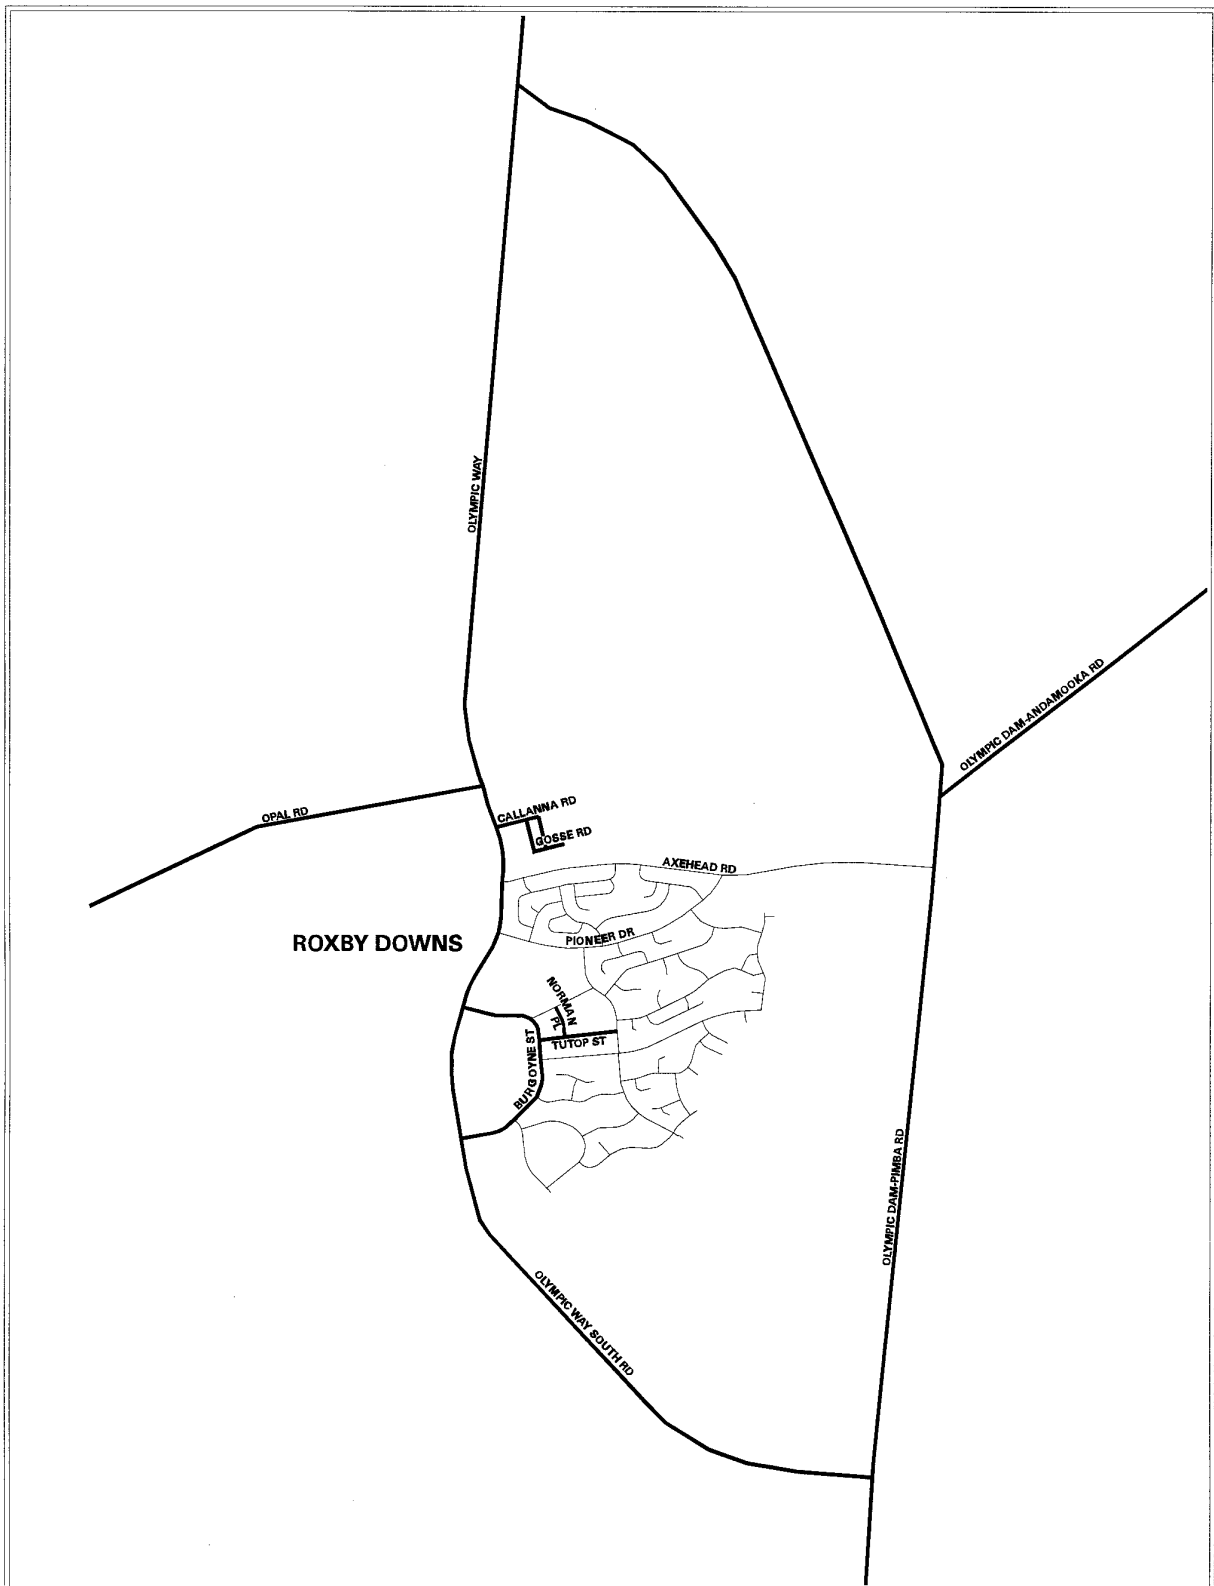 OLYMPIC WAY
OLYMPIC DAM-ANDAMOOKA RD
OPAL RD
CALLANNA RD
GOSSE RD
AXEHEAD RD
ROXBY DOWNS
PIONEER DR
NORMAN
PL
TUTOP ST
BURGOYNE ST
OLYMPIC DAM-PIMBA RD
OLYMPIC WAY SOUTH RD